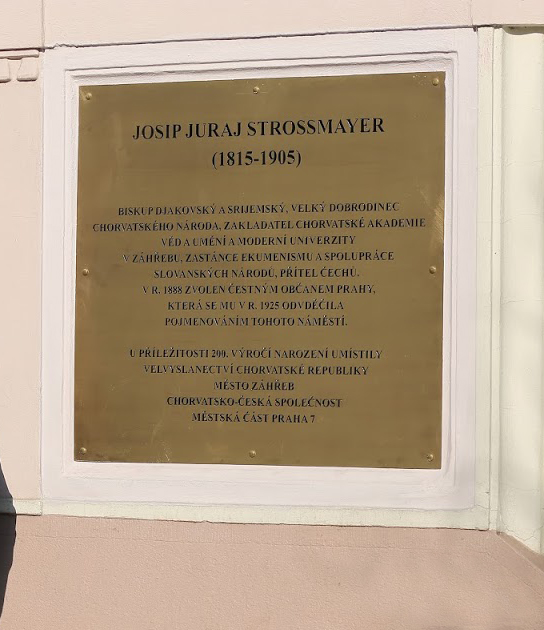 JOSIP JURAJ STROSSMAYER
(1815-1905)
BISKUP DJAKOVSKÝ A SRIJEMSKÝ, VELKÝ DOBRODINEC
CHORVATSKÉHO NÁRODA, ZAKLADATEL CHORVATSKÉ AKADEMIE
VĚD A UMĚNÍ A MODERNÍ UNIVERZITY
V ZÁHŘEBU, ZASTÁNCE EKUMENISMU A SPOLUPRÁCE
SLOVANSKÝCH NÁRODŮ, PŘÍTEL ČECHŮ.
V R. 1888 ZVOLEN ČESTNÝM OBČANEM PRAHY,
KTERÁ SE MU V R. 1925 ODVDĚČILA
POJMENOVÁNÍM TOHOTO NÁMĚSTÍ.
U PŘÍLEŽITOSTI 200. VÝROČÍ NAROZENÍ UMÍSTILY
VELVYSLANECTVÍ CHORVATSKÉ REPUBLIKY
MĚSTO ZÁHŘEB
CHORVATSKO-ČESKÁ SPOLEČNOST
MĚSTSKÁ ČÁST PRAHA 7